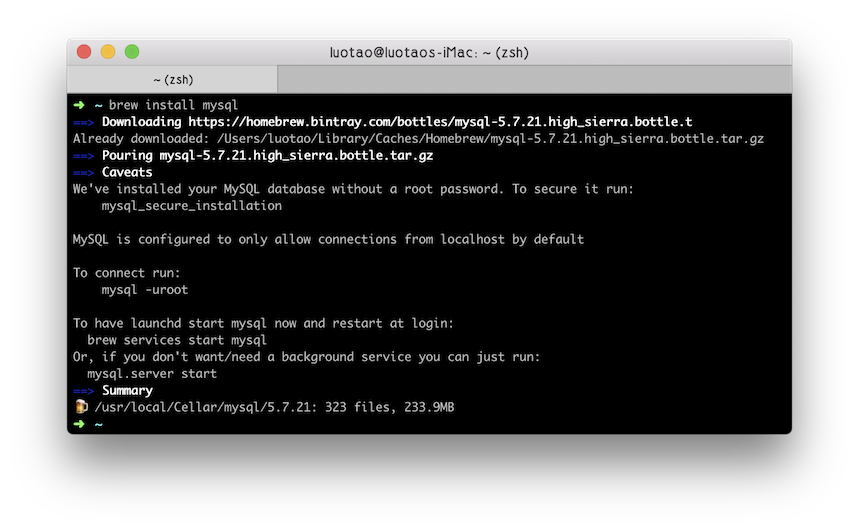 luotao@luotaos-iMac: ~ (zsh)
~ (zsh)
➜ ~ brew install mysql
==> Downloading https://homebrew.bintray.com/bottles/mysql-5.7.21.high_sierra.bottle.t
Already downloaded: /Users/luotao/Library/Caches/Homebrew/mysql-5.7.21.high_sierra.bottle.tar.gz
==> Pouring mysql-5.7.21.high_sierra.bottle.tar.gz
==> Caveats
We've installed your MySQL database without a root password. To secure it run:
    mysql_secure_installation

MySQL is configured to only allow connections from localhost by default

To connect run:
    mysql -uroot

To have launchd start mysql now and restart at login:
  brew services start mysql
Or, if you don't want/need a background service you can just run:
  mysql.server start
==> Summary
🍺 /usr/local/Cellar/mysql/5.7.21: 323 files, 233.9MB
➜ ~